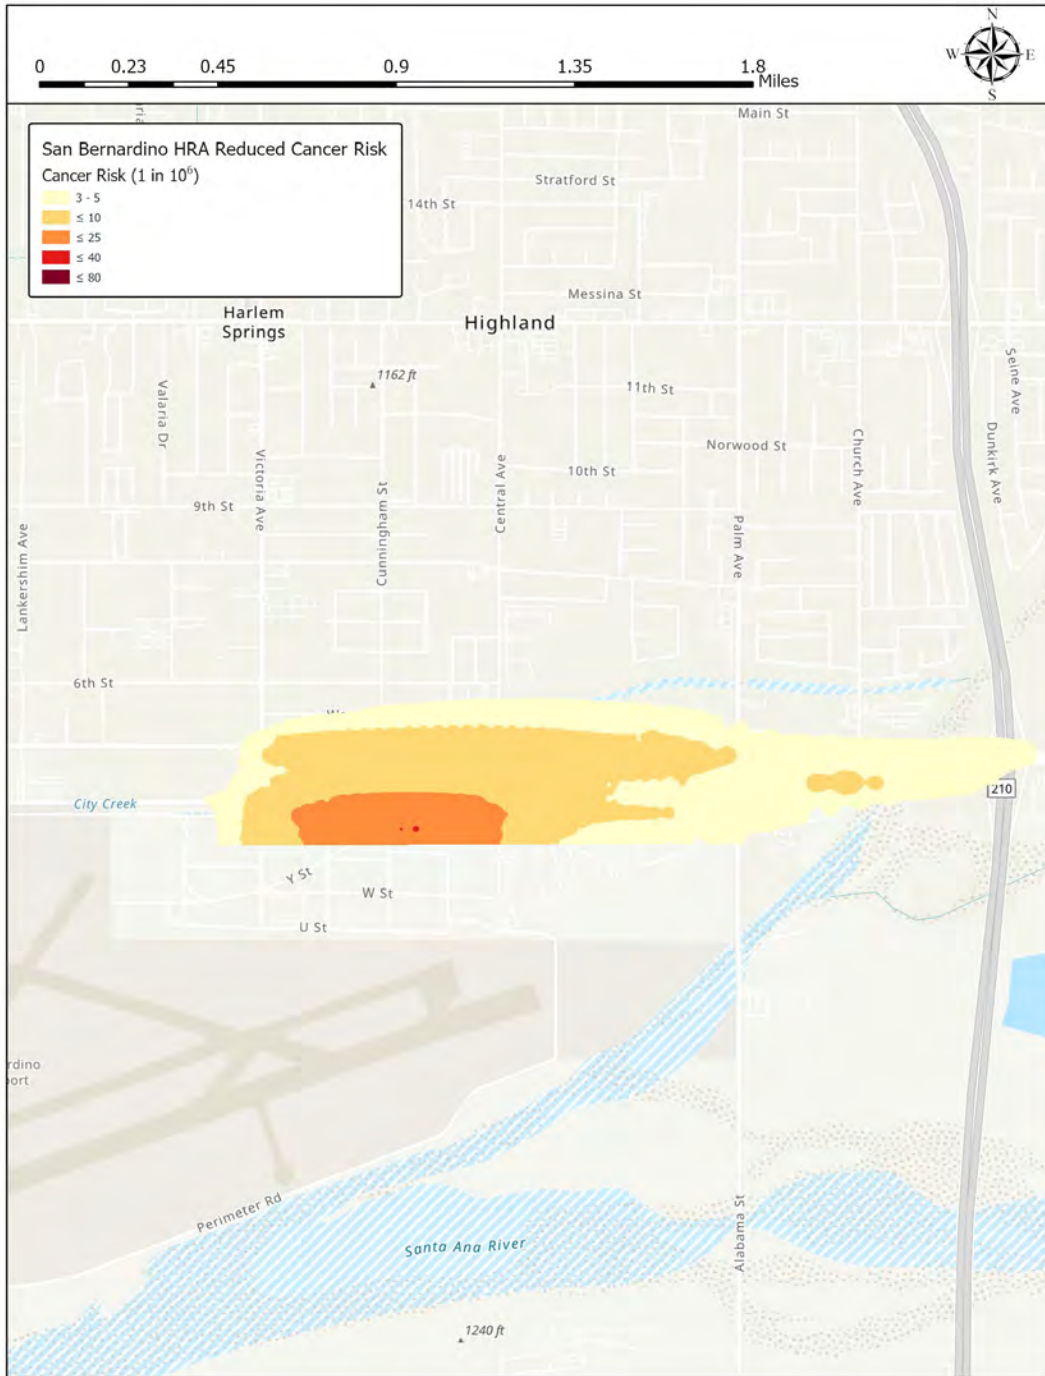 N
W E
S
0 0.23 0.45 0.9 1.35 1.8
Miles
San Bernardino HRA Reduced Cancer Risk
Cancer Risk (1 in 10⁶)
3 - 5
≤ 10
≤ 25
≤ 40
≤ 80
Main St
Stratford St
14th St
Messina St
Harlem
Springs
Highland
1162 ft
11th St
Seine Ave
Valaria Dr
Norwood St
Church Ave
Dunkirk Ave
10th St
Victoria Ave
Central Ave
Cunningham St
9th St
Palm Ave
Lankershim Ave
6th St
City Creek
210
Y St
W St
U St
Perimeter Rd
Santa Ana River
Alabama St
1240 ft